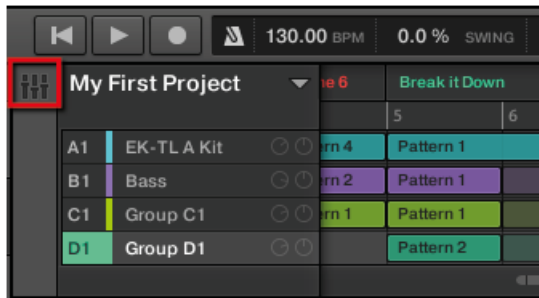 130.00 BPM 0.0 % SWING
My First Project ne 6 Break it Down
5 6
A1 EK-TL A Kit rn 4 Pattern 1
B1 Bass rn 2 Pattern 1
C1 Group C1 ern 1 Pattern 1
D1 Group D1 Pattern 2